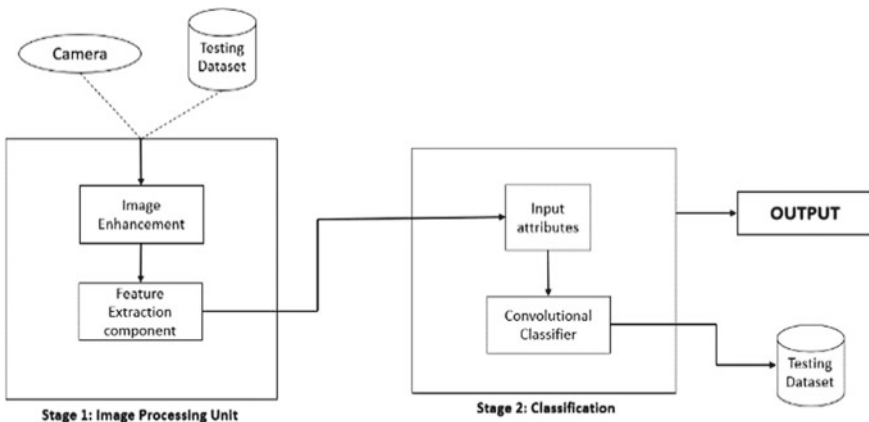 Camera
Testing
Dataset
Image
Enhancement
Feature
Extraction
component
Stage 1: Image Processing Unit
Input
attributes
Convolutional
Classifier
Stage 2: Classification
OUTPUT
Testing
Dataset